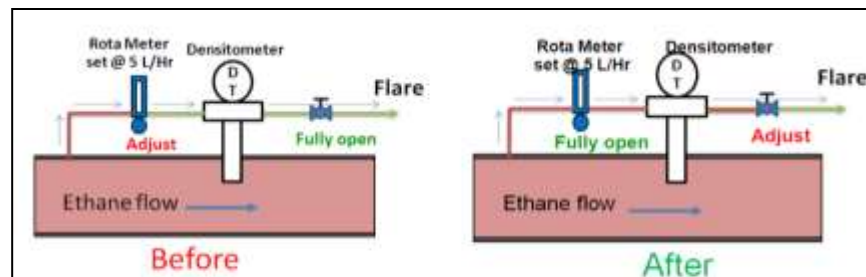 Rota Meter
set @ 5 L/Hr
Densitometer
D
T
Flare
Adjust
Fully open
Ethane flow
Before
Rota Meter
set @ 5 L/Hr
Densitometer
D
T
Flare
Fully open
Adjust
Ethane flow
After